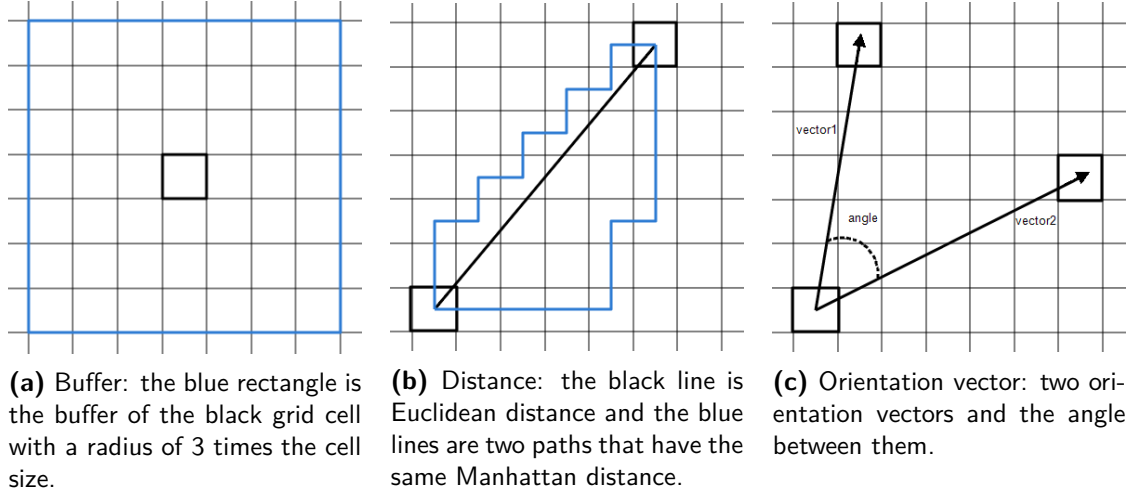 vector1
angle
vector2
(a) Buffer: the blue rectangle is
the buffer of the black grid cell
with a radius of 3 times the cell
size.
(b) Distance: the black line is
Euclidean distance and the blue
lines are two paths that have the
same Manhattan distance.
(c) Orientation vector: two ori-
entation vectors and the angle
between them.